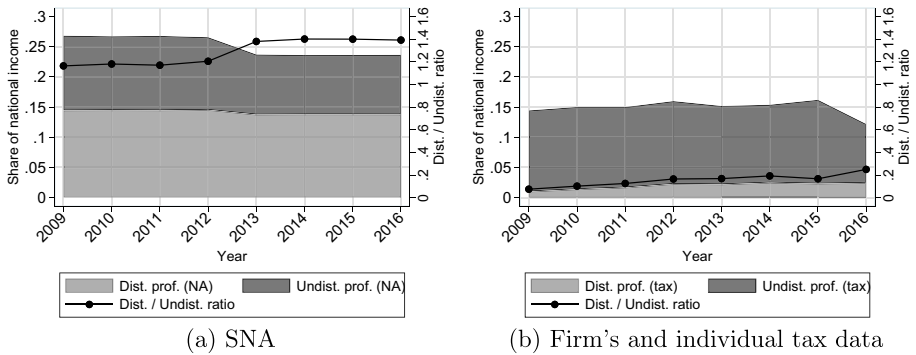 Share of national income
.3
.25
.2
.15
.1
.05
0
1.6
1.4
1.2
1
.8
.6
.4
.2
0
Dist. / Undist. ratio
2009 2010 2011 2012 2013 2014 2015 2016
Year
Dist. prof. (NA) Undist. prof. (NA)
Dist. / Undist. ratio
(a) SNA
Share of national income
.3
.25
.2
.15
.1
.05
0
1.6
1.4
1.2
1
.8
.6
.4
.2
0
Dist. / Undist. ratio
2009 2010 2011 2012 2013 2014 2015 2016
Year
Dist. prof. (tax) Undist. prof. (tax)
Dist. / Undist. ratio
(b) Firm's and individual tax data